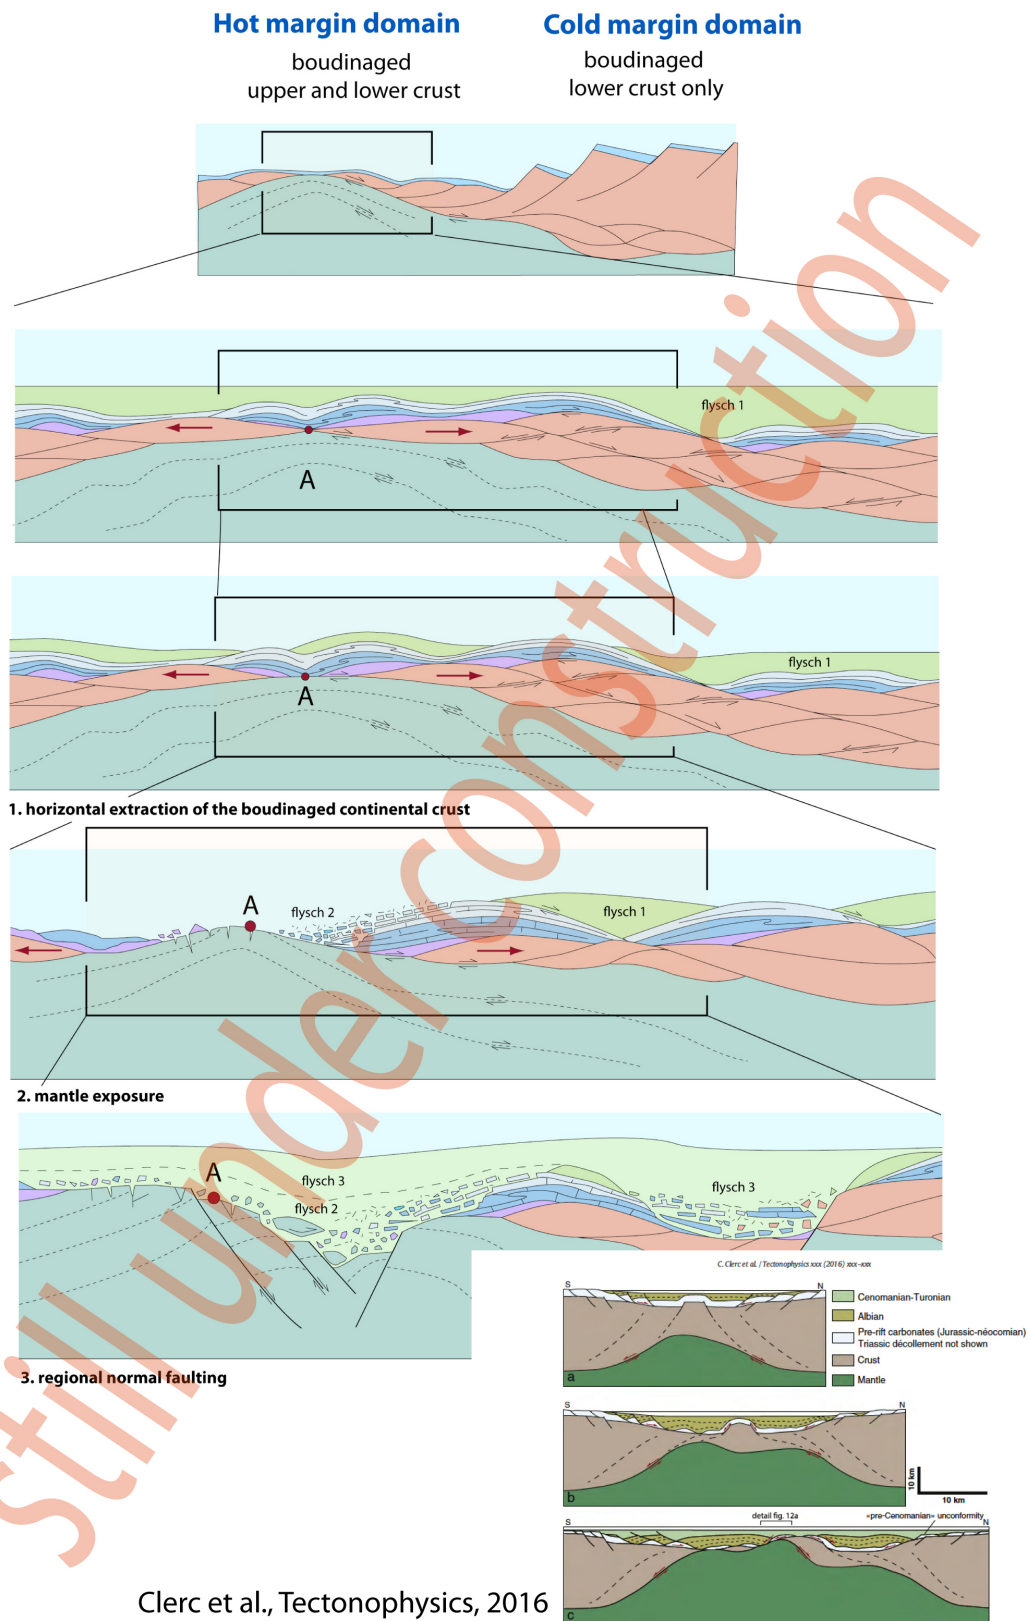 Hot margin domain
Cold margin domain
boudinaged
upper and lower crust
boudinaged
lower crust only
flysch 1
A
flysch 1
A
1. horizontal extraction of the boudinaged continental crust
A
flysch 2
flysch 1
2. mantle exposure
A
flysch 3
flysch 2
flysch 3
3. regional normal faulting
still under construction
C. Clerc et al. / Tectonophysics xxx (2016) xxx–xxx
S
N
a
Cenomanian-Turonian
Albian
Pre-rift carbonates (Jurassic-néocomian)
Triassic décollement not shown
Crust
Mantle
S
N
b
10 km
10 km
detail fig. 12a
«pre-Cenomanian» unconformity
S
N
c
Clerc et al., Tectonophysics, 2016